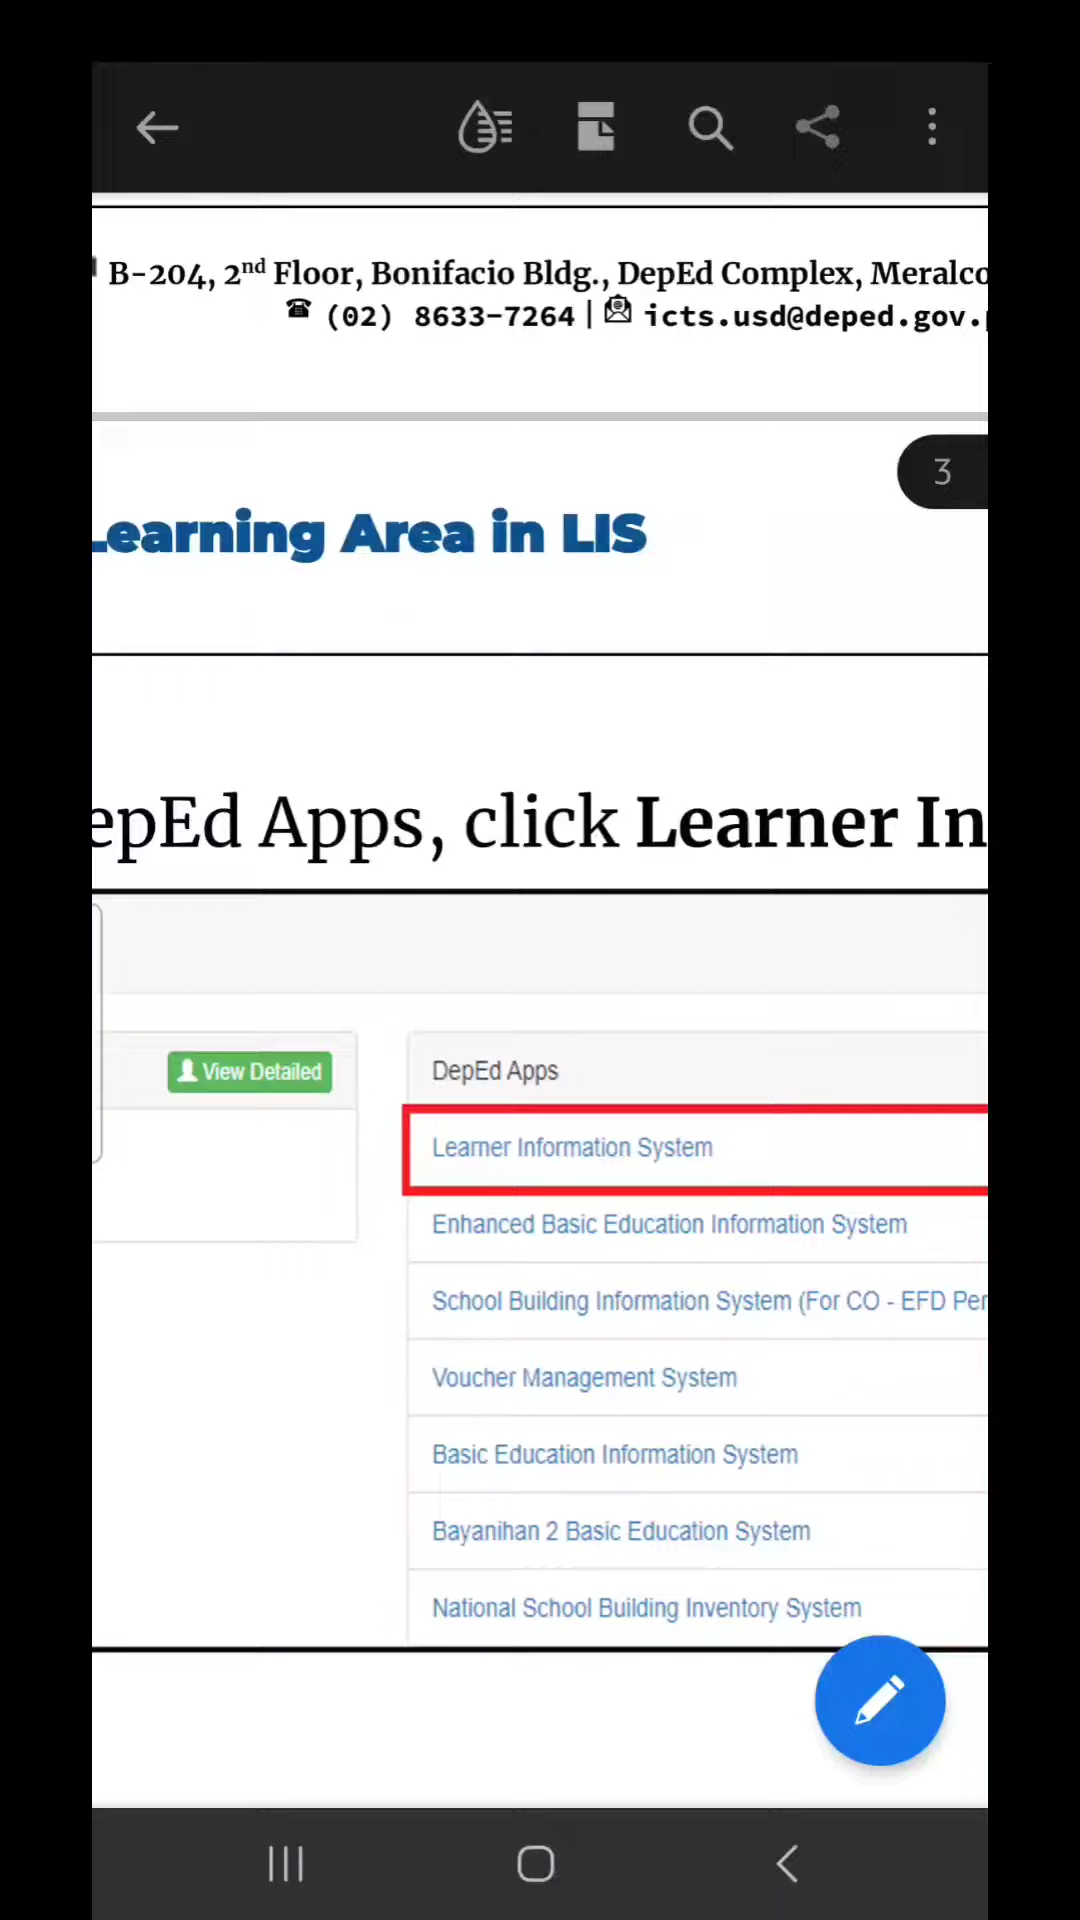 B-204, 2nd Floor, Bonifacio Bldg., DepEd Complex, Meralco
(02) 8633-7264 | icts.usd@deped.gov.
3
Learning Area in LIS
epEd Apps, click Learner In
View Detailed
DepEd Apps
Learner Information System
Enhanced Basic Education Information System
School Building Information System (For CO - EFD Per
Voucher Management System
Basic Education Information System
Bayanihan 2 Basic Education System
National School Building Inventory System